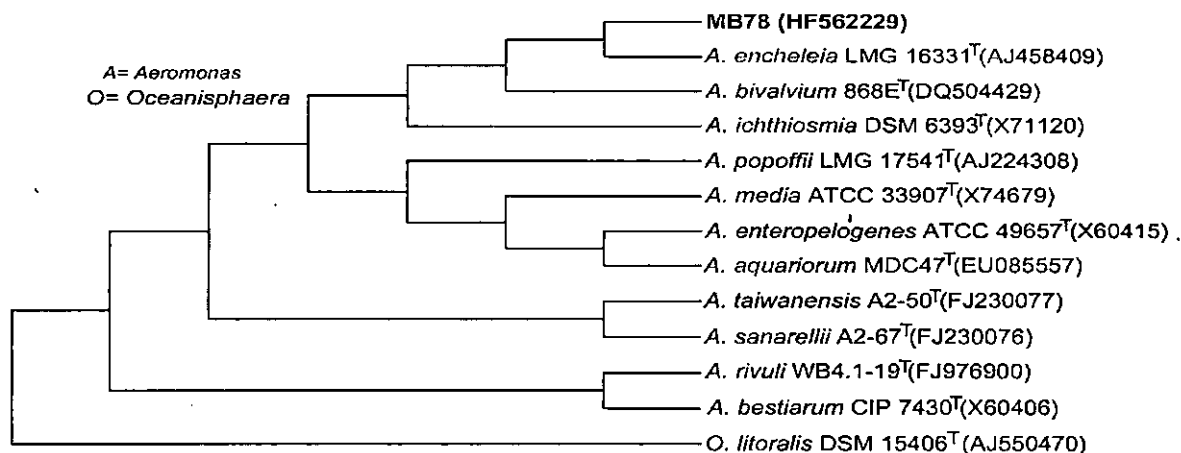 MB78 (HF562229)
A. encheleia LMG 16331T(AJ458409)
A= Aeromonas
O= Oceanisphaera
A. bivalvium 868ET(DQ504429)
A. ichthiosmia DSM 6393T(X71120)
A. popoffii LMG 17541T(AJ224308)
A. media ATCC 33907T(X74679)
A. enteropelogenes ATCC 49657T(X60415)
A. aquariorum MDC47T(EU085557)
A. taiwanensis A2-50T(FJ230077)
A. sanarellii A2-67T(FJ230076)
A. rivuli WB4.1-19T(FJ976900)
A. bestiarum CIP 7430T(X60406)
O. litoralis DSM 15406T(AJ550470)